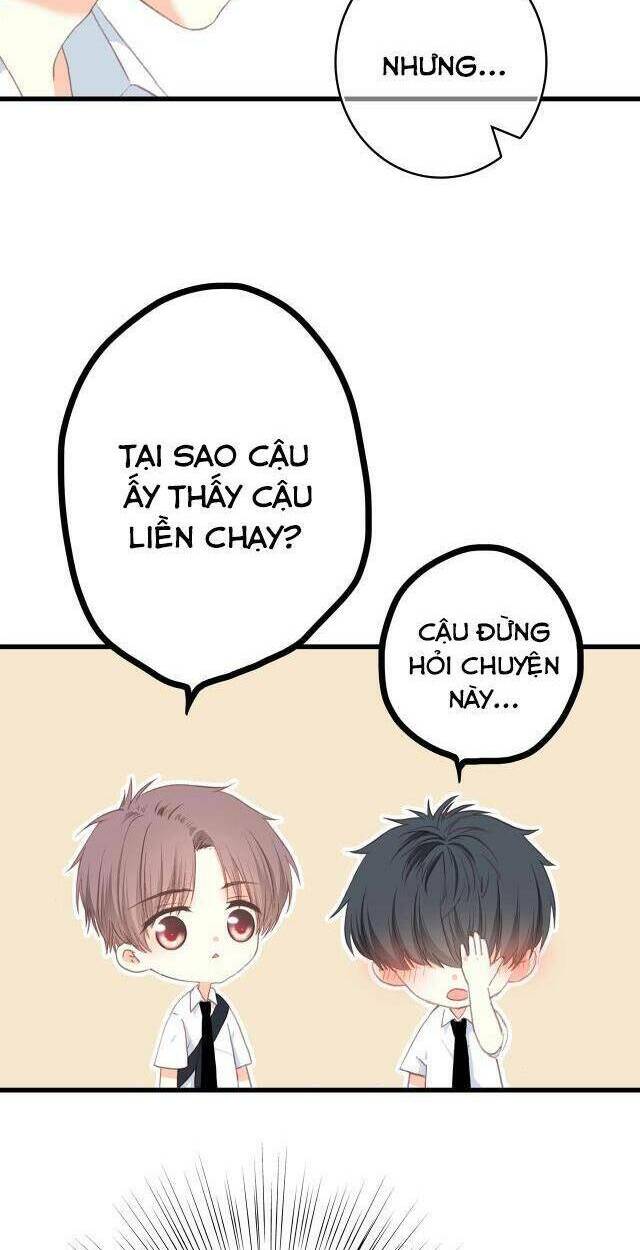 NHƯNG...
TẠI SAO CẬU
ẤY THẤY CẬU
LIỀN CHẠY?
CẬU ĐỪNG
HỎI CHUYỆN
NÀY...